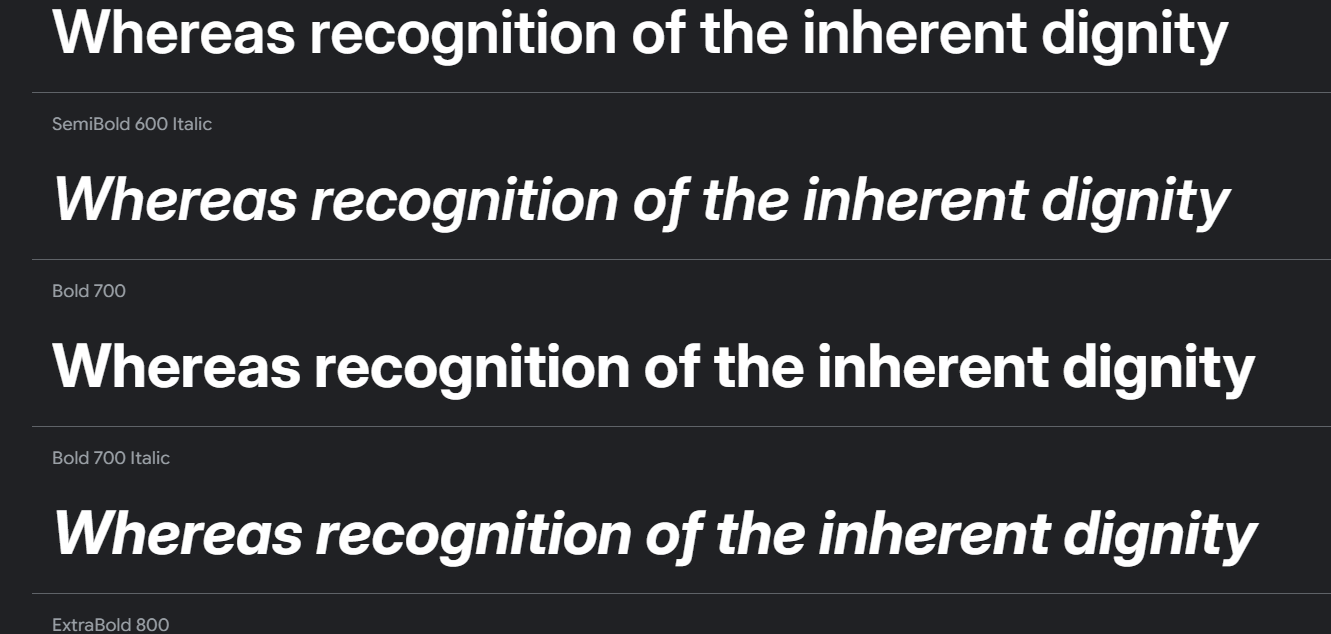 Whereas recognition of the inherent dignity
SemiBold 600 Italic
Whereas recognition of the inherent dignity
Bold 700
Whereas recognition of the inherent dignity
Bold 700 Italic
Whereas recognition of the inherent dignity
ExtraBold 800